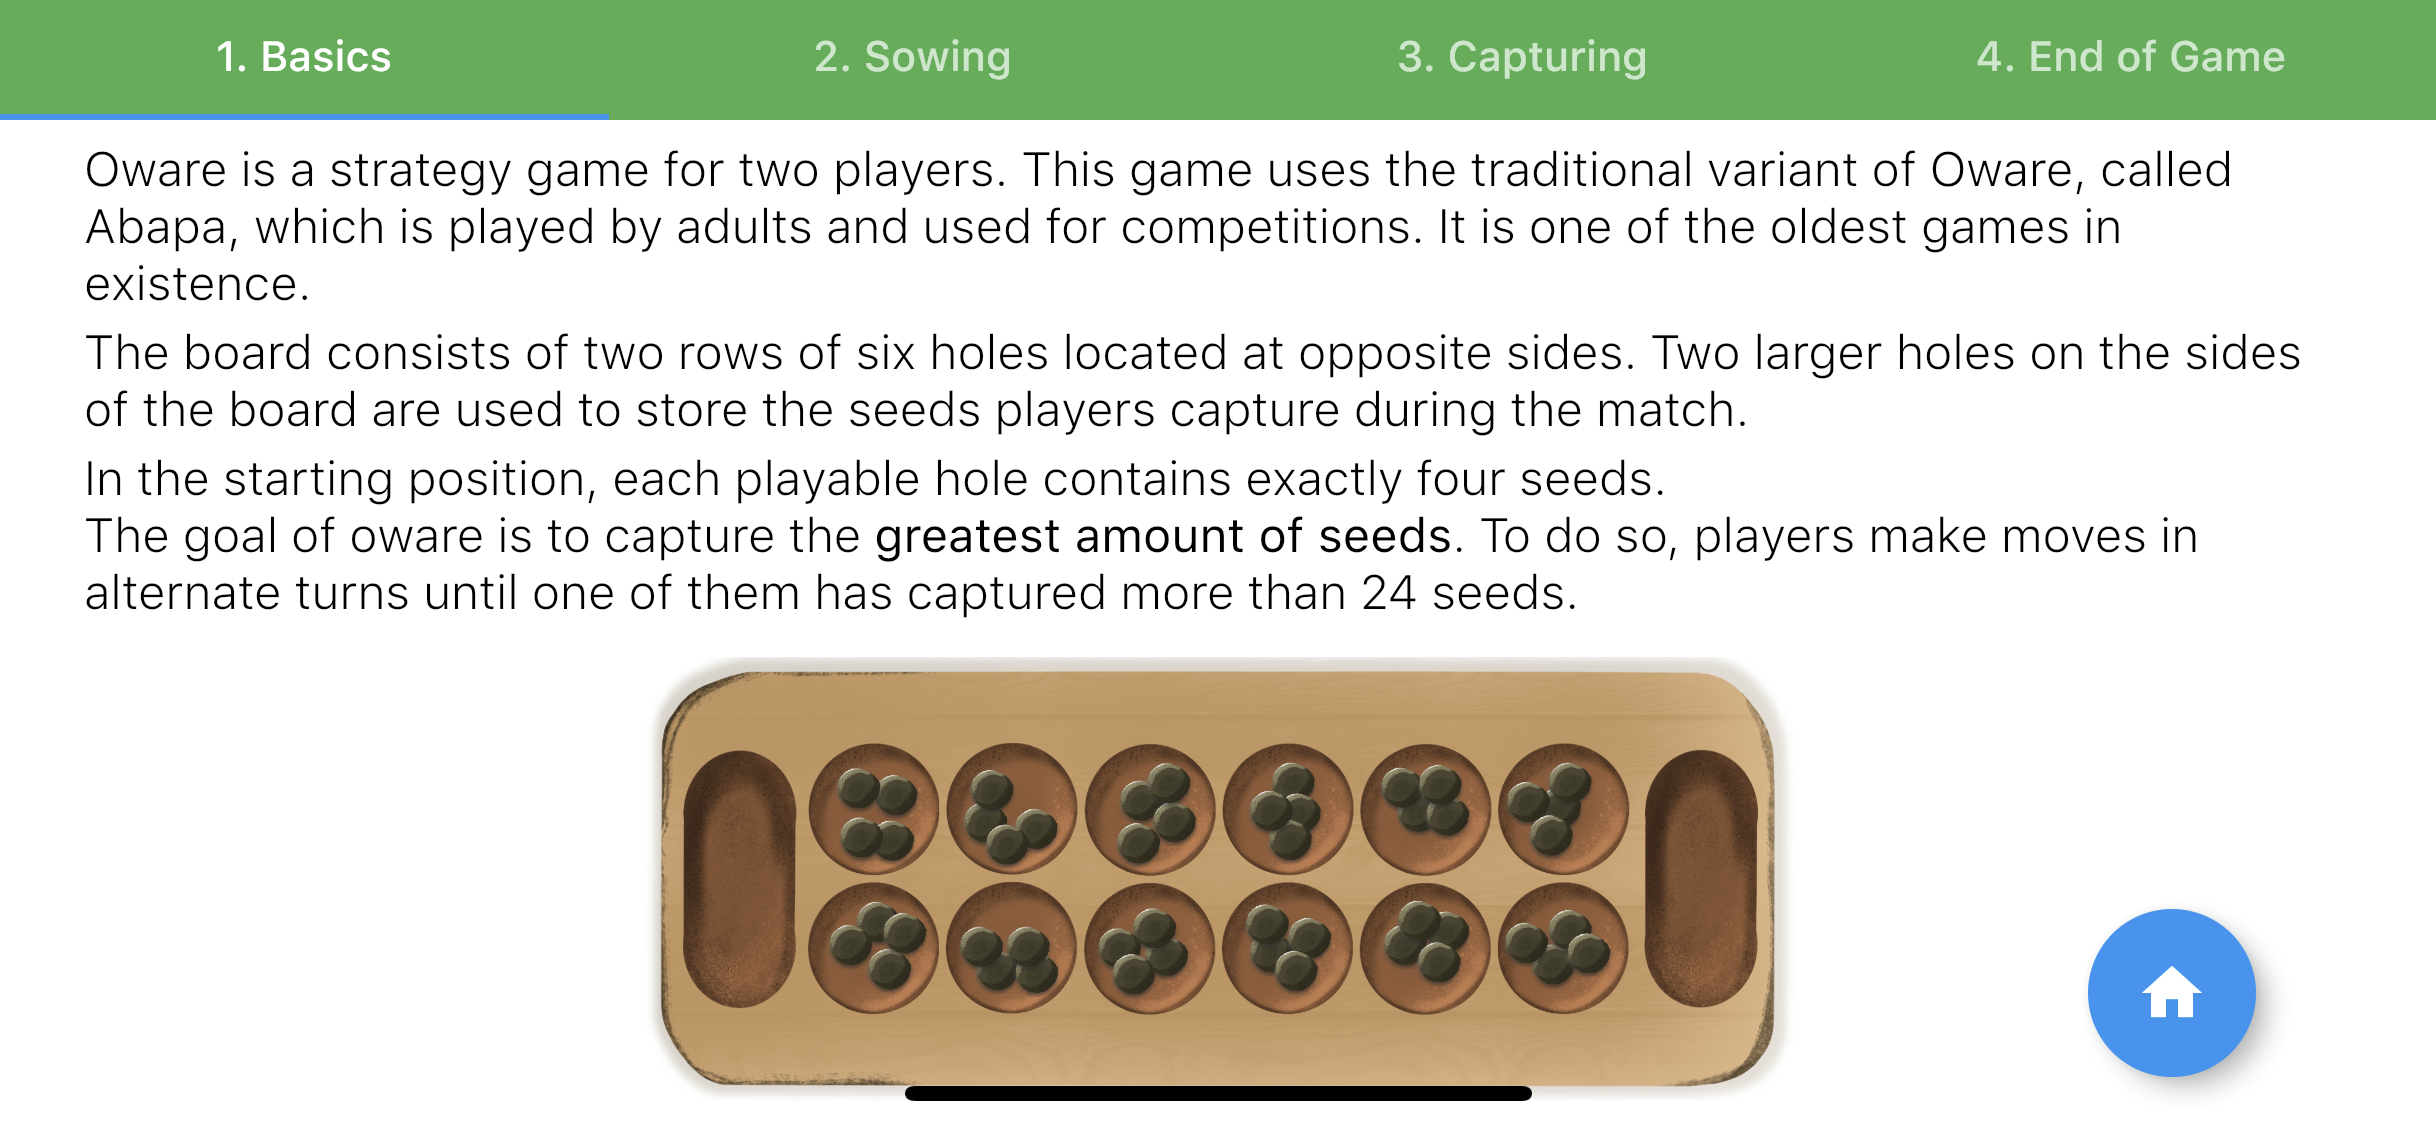 1. Basics
2. Sowing
3. Capturing
4. End of Game
Oware is a strategy game for two players. This game uses the traditional variant of Oware, called
Abapa, which is played by adults and used for competitions. It is one of the oldest games in
existence.
The board consists of two rows of six holes located at opposite sides. Two larger holes on the sides
of the board are used to store the seeds players capture during the match.
In the starting position, each playable hole contains exactly four seeds.
The goal of oware is to capture the greatest amount of seeds. To do so, players make moves in
alternate turns until one of them has captured more than 24 seeds.